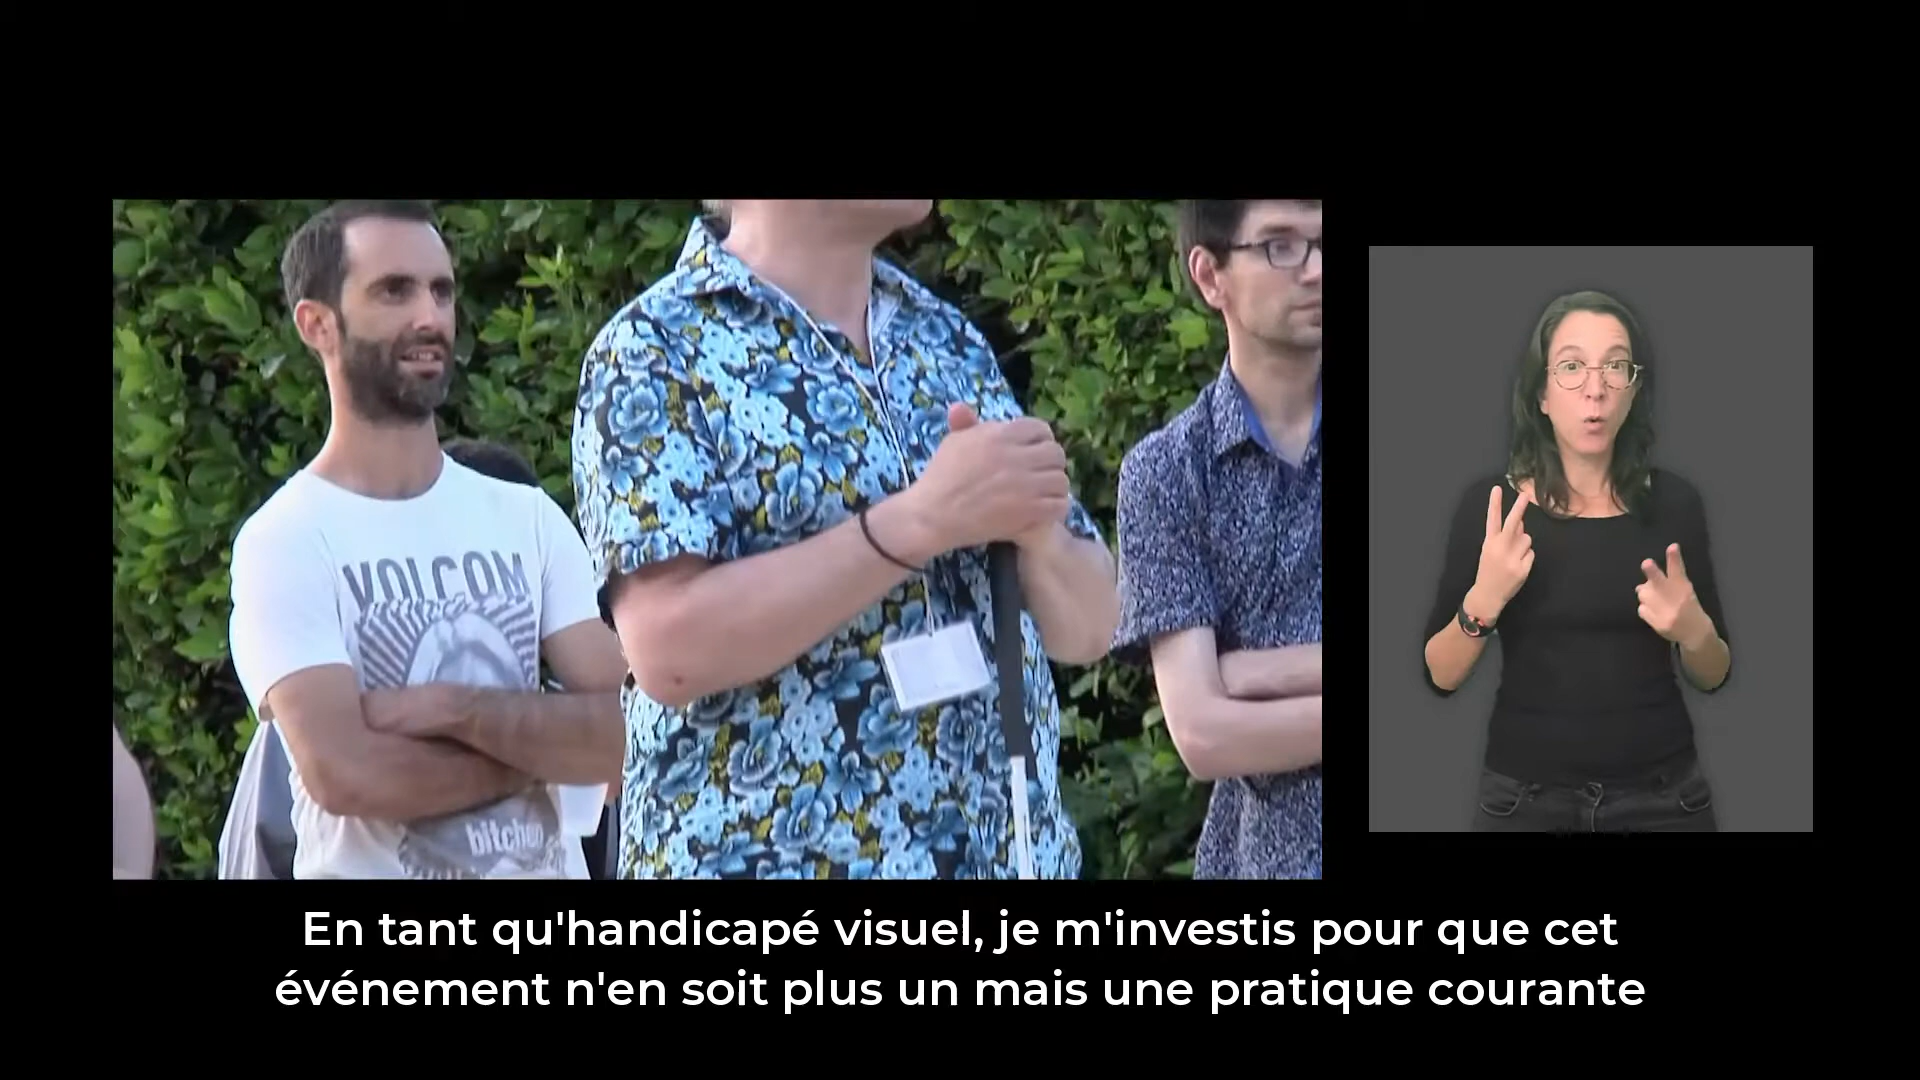 VOLCOM
bitchen
En tant qu'handicapé visuel, je m'investis pour que cet
événement n'en soit plus un mais une pratique courante